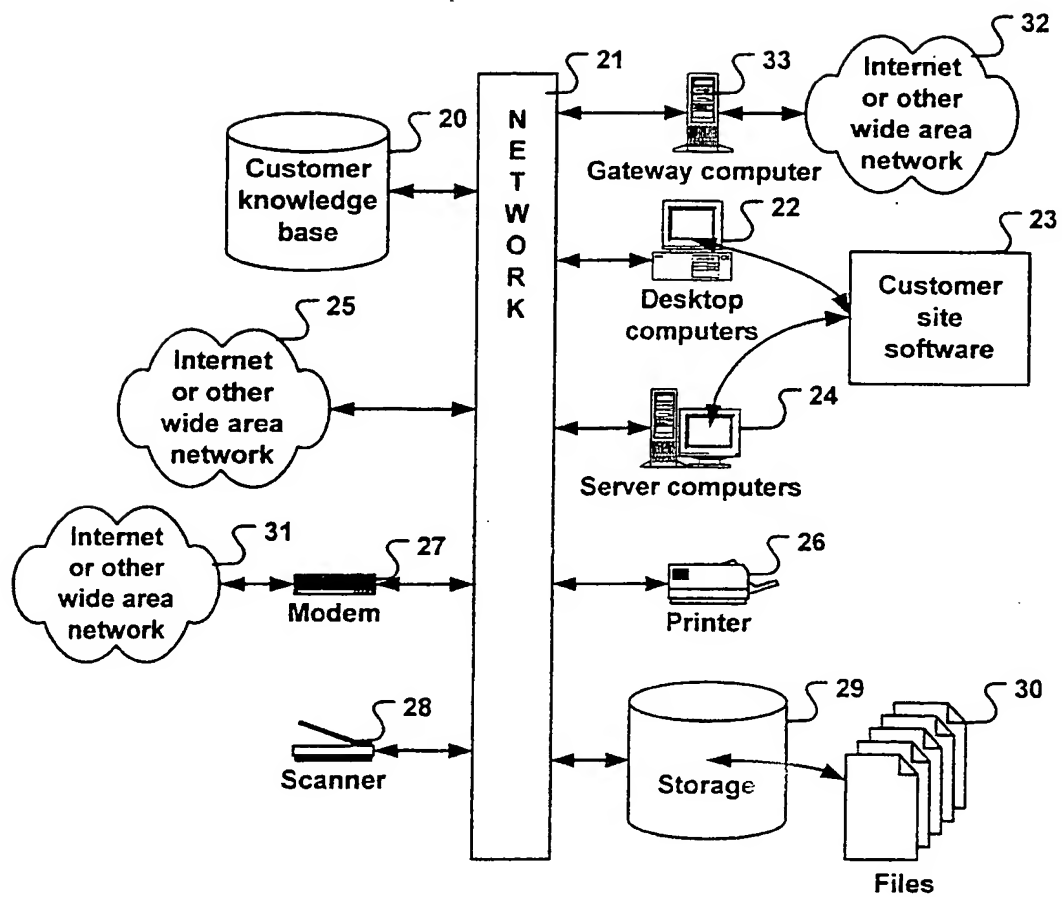 32
Internet
or other
wide area
network
33
Gateway computer
21
NETWORK
20
Customer
knowledge
base
22
Desktop
computers
23
Customer
site
software
25
Internet
or other
wide area
network
24
Server computers
31
Internet
or other
wide area
network
27
Modem
26
Printer
28
Scanner
29
Storage
30
Files